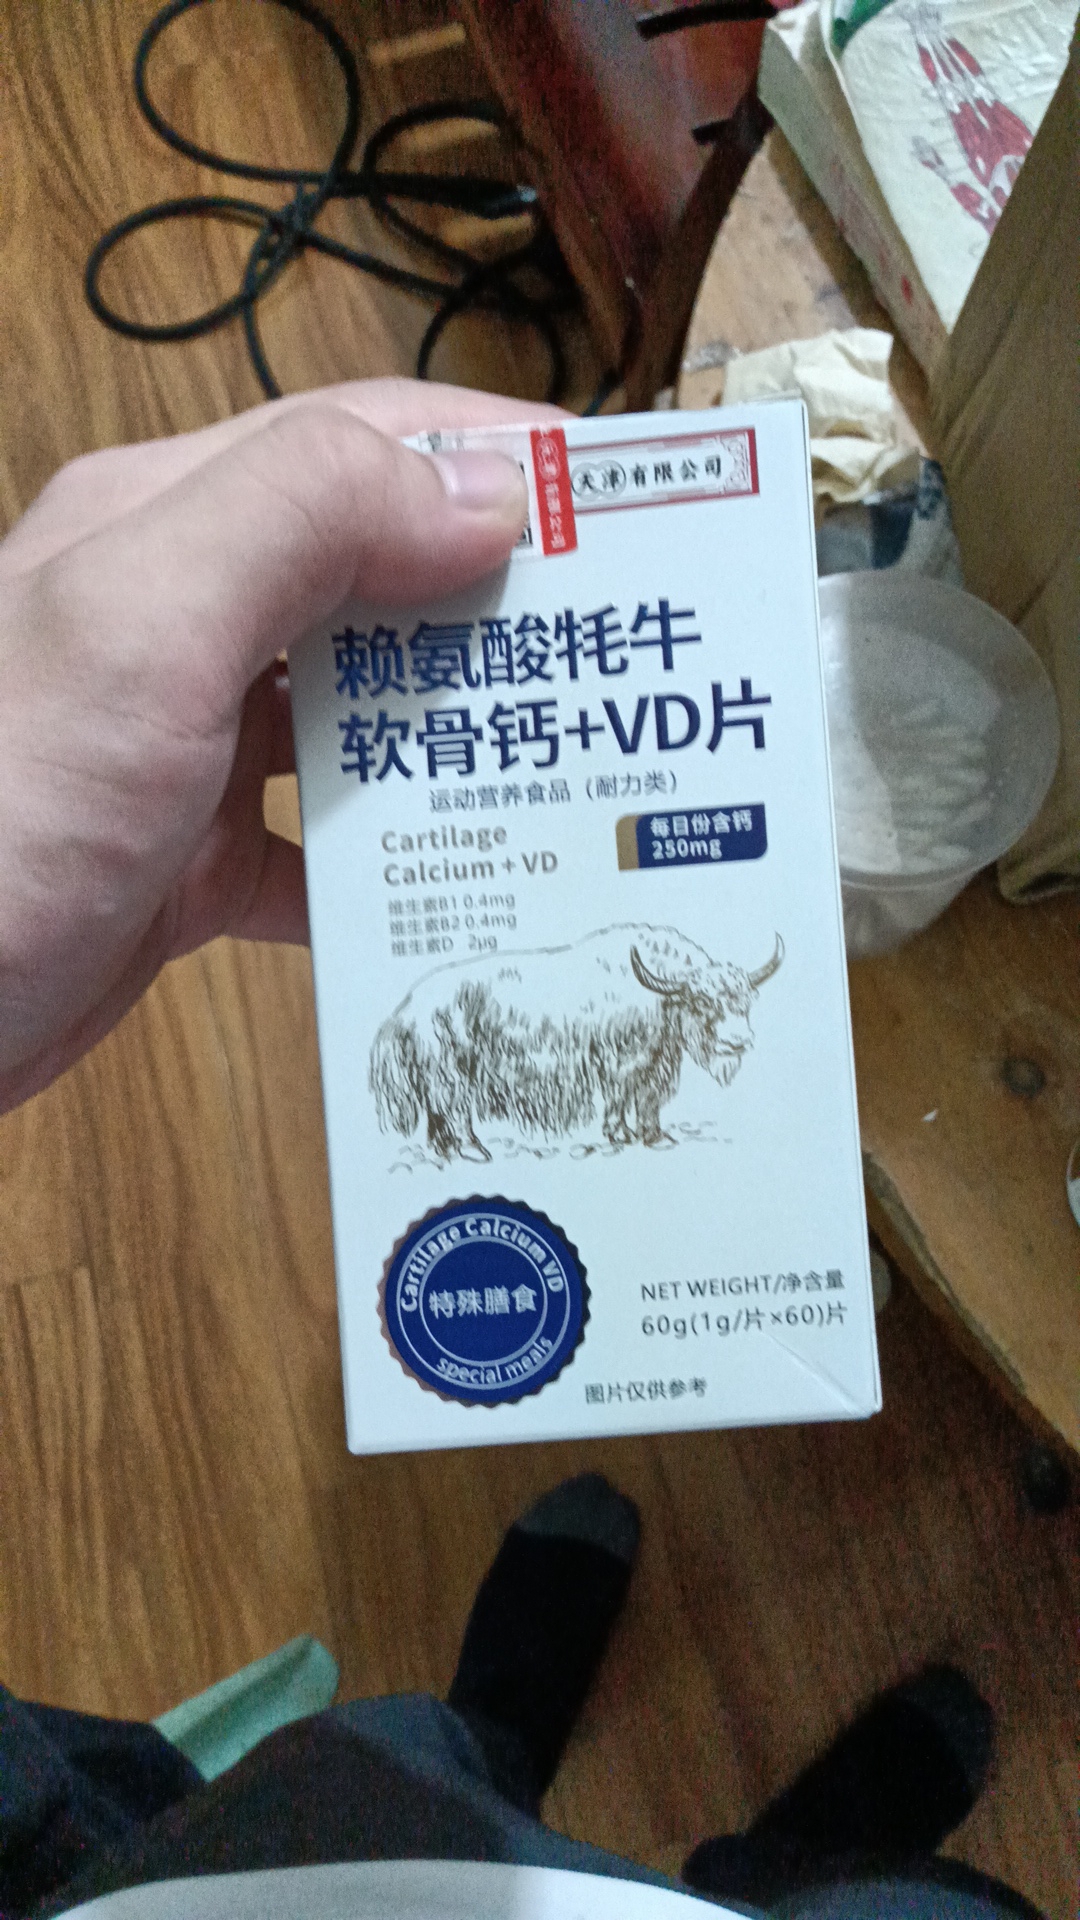 天津有限公司
有限公司
赖氨酸牦牛
软骨钙+VD片
运动营养食品（耐力类）
Cartilage
Calcium+VD
每日份含钙
250mg
维生素B1 0.4mg
维生素B2 0.4mg
维生素D 2μg
Cartilage Calcium VD
特殊膳食
special meals
NET WEIGHT/净含量
60g(1g/片×60)片
图片仅供参考